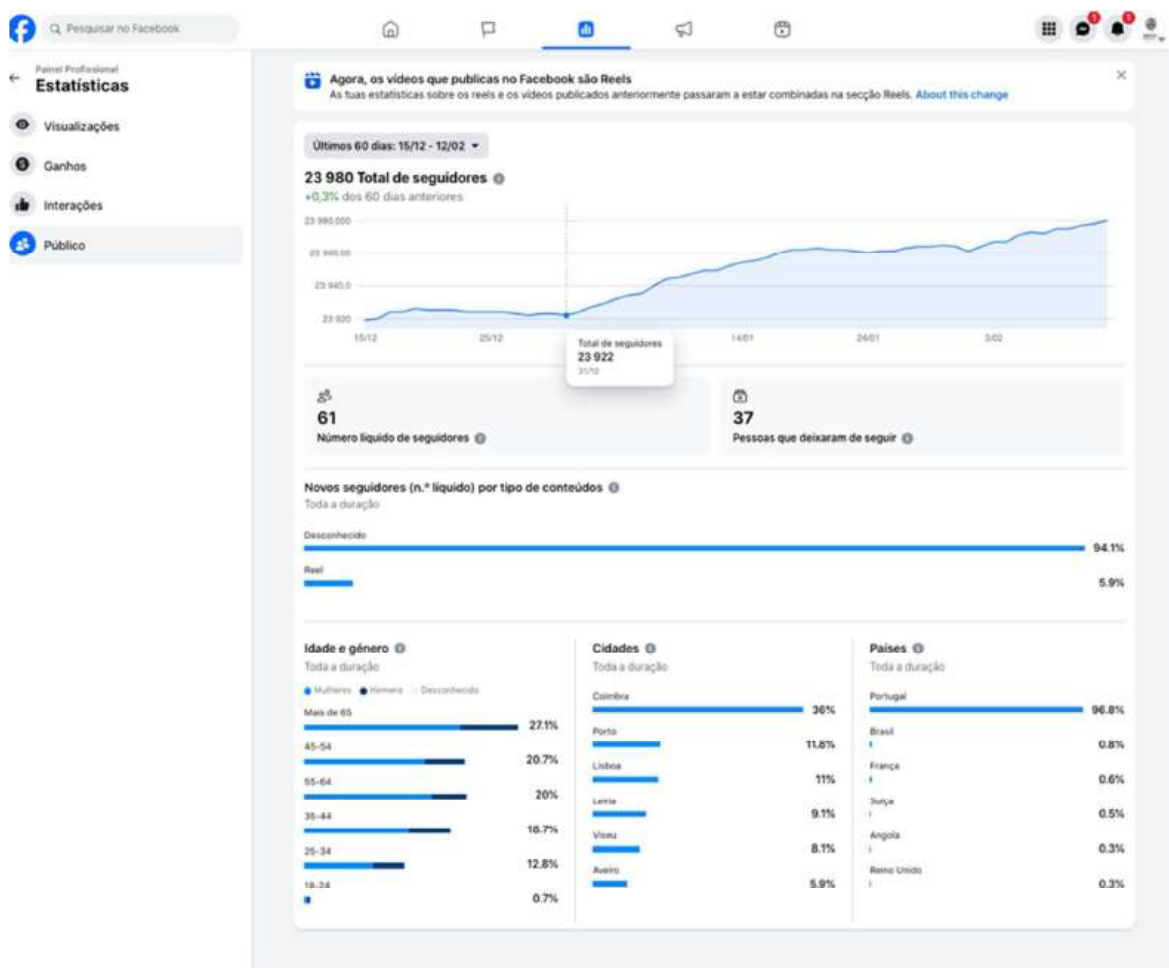 Pesquisar no Facebook
Painel Profissional
Estatísticas
Visualizações
Ganhos
Interações
Público
Agora, os vídeos que publicas no Facebook são Reels
As tuas estatísticas sobre os reels e os vídeos publicados anteriormente passaram a estar combinadas na secção Reels. About this change
Últimos 60 dias: 15/12 - 12/02
23 980 Total de seguidores
+0,3% dos 60 dias anteriores
23 980.000
23 960.00
23 940.0
23 920
15/12 25/12 14/01 24/01 3/02
Total de seguidores
23 922
31/12
61
Número líquido de seguidores
37
Pessoas que deixaram de seguir
Novos seguidores (n.º líquido) por tipo de conteúdos
Toda a duração
Desconhecido
94.1%
Reel
5.9%
Idade e género
Toda a duração
Mulheres Homens Desconhecido
Mais de 65
27.1%
45-54
20.7%
55-64
20%
35-44
18.7%
25-34
12.8%
18-24
0.7%
Cidades
Toda a duração
Coimbra
36%
Porto
11.8%
Lisboa
11%
Leiria
9.1%
Viseu
8.1%
Aveiro
5.9%
Países
Toda a duração
Portugal
96.8%
Brasil
0.8%
França
0.6%
Suíça
0.5%
Angola
0.3%
Reino Unido
0.3%